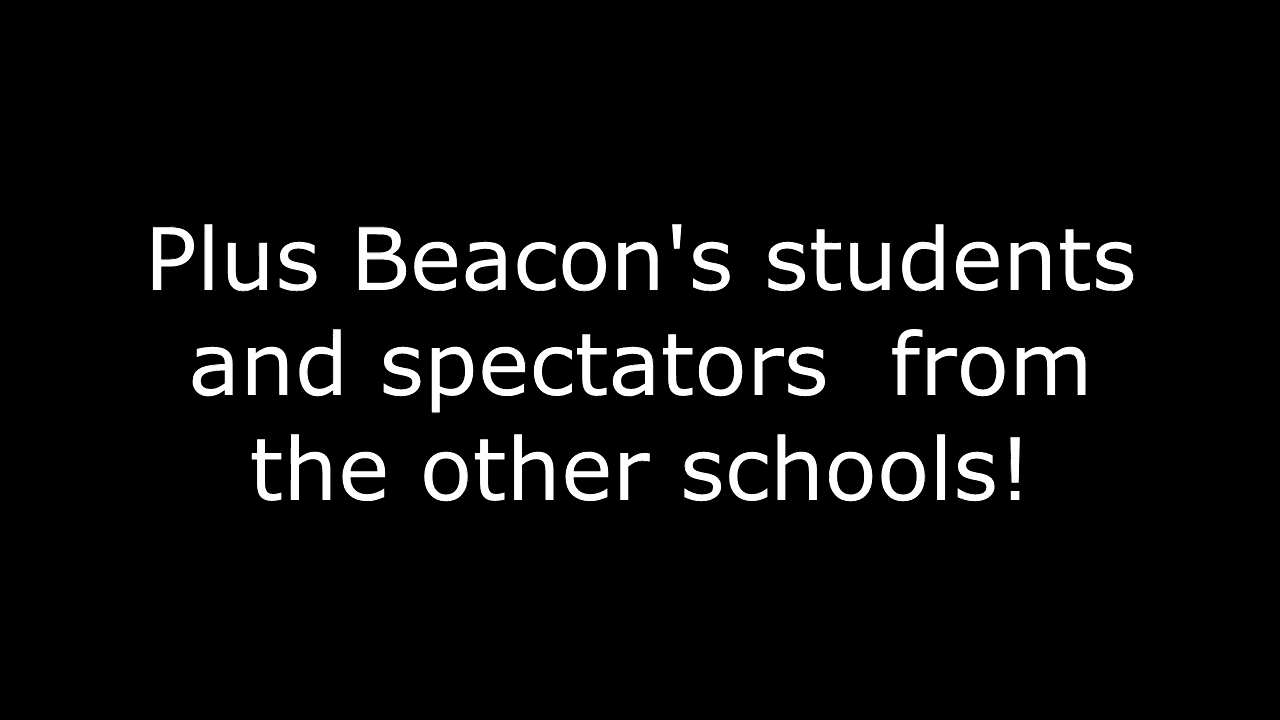 Plus Beacon's students
and spectators  from
the other schools!